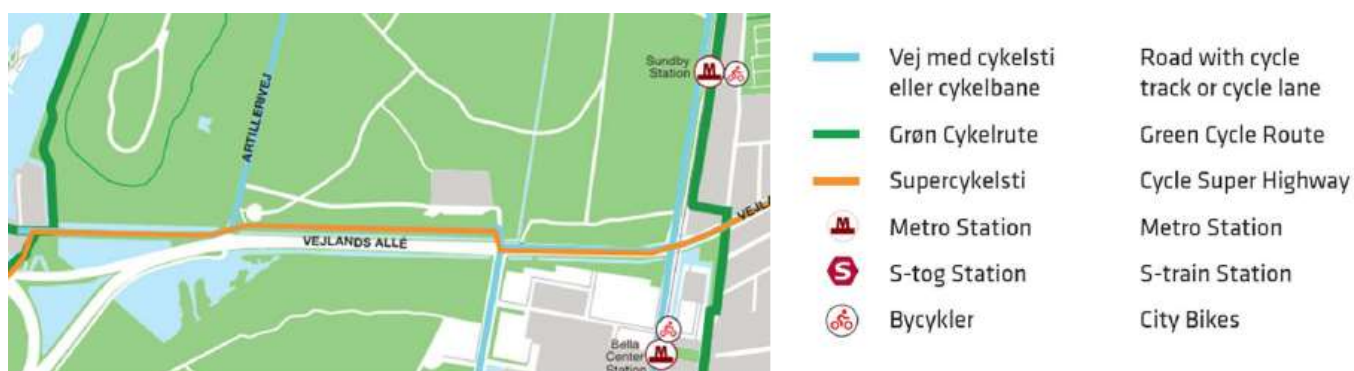 Sundby
Station
ARTILLERIVEJ
VEJLANDS ALLÉ
VEJLA
Bella
Center
Station
Vej med cykelsti
eller cykelbane
Road with cycle
track or cycle lane
Grøn Cykelrute
Green Cycle Route
Supercykelsti
Cycle Super Highway
M
Metro Station
Metro Station
S
S-tog Station
S-train Station
Bycykler
City Bikes